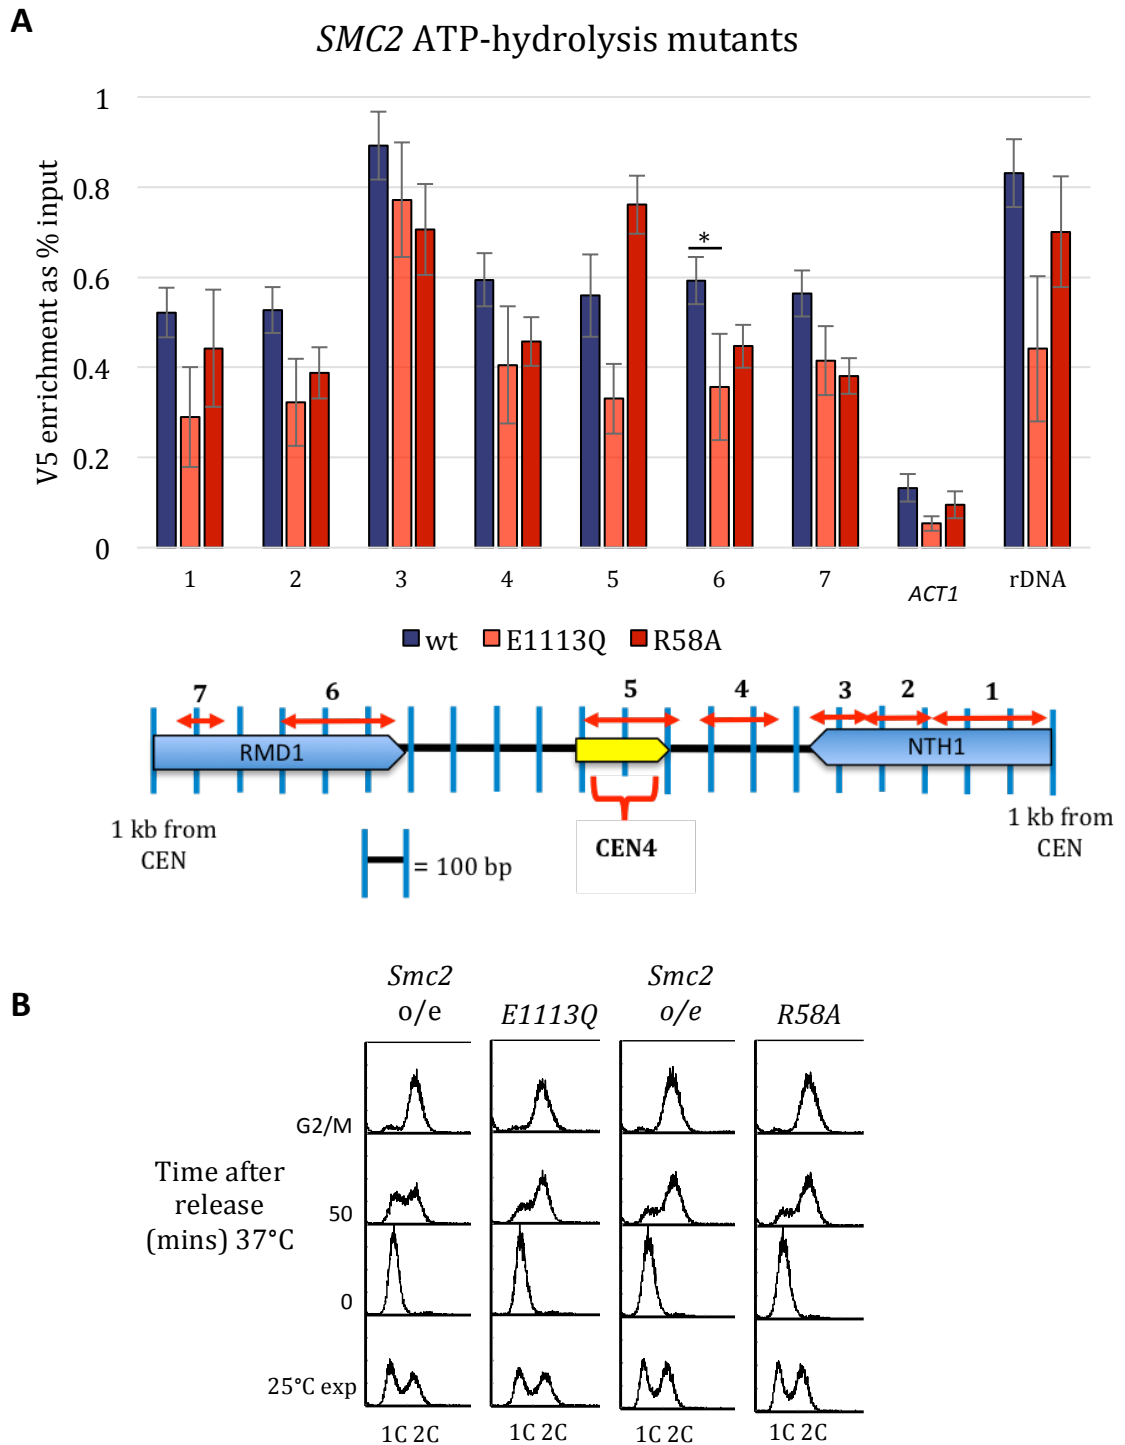 A
SMC2 ATP-hydrolysis mutants
V5 enrichment as % input
1
0.8
0.6
0.4
0.2
0
*
1 2 3 4 5 6 7 ACT1 rDNA
wt E1113Q R58A
7 6 5 4 3 2 1
RMD1 NTH1
1 kb from
CEN
CEN4
1 kb from
CEN
= 100 bp
B
Smc2
o/e
E1113Q
Smc2
o/e
R58A
G2/M
Time after
release
(mins) 37°C
50
0
25°C exp
1C 2C 1C 2C 1C 2C 1C 2C